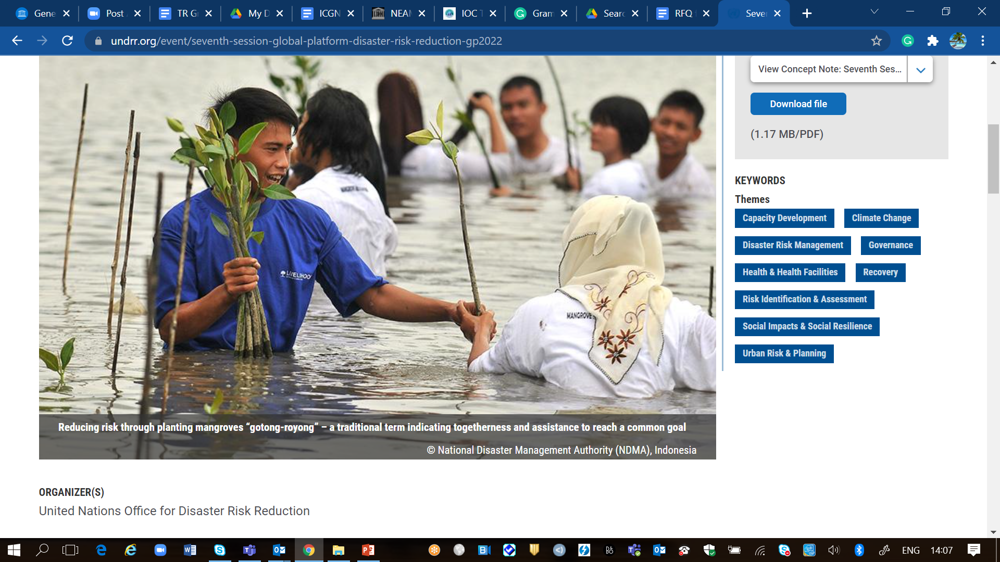 Gene
Post
TR G
My D
ICGN
NEAM
IOC T
Gram
Searc
RFQ
Seve
undrr.org/event/seventh-session-global-platform-disaster-risk-reduction-gp2022
View Concept Note: Seventh Ses...
Download file
(1.17 MB/PDF)
KEYWORDS
Themes
Capacity Development
Climate Change
Disaster Risk Management
Governance
Health & Health Facilities
Recovery
Risk Identification & Assessment
Social Impacts & Social Resilience
Urban Risk & Planning
LIVELIHOO
MANGROVE
Reducing risk through planting mangroves “gotong-royong” – a traditional term indicating togetherness and assistance to reach a common goal
© National Disaster Management Authority (NDMA), Indonesia
ORGANIZER(S)
United Nations Office for Disaster Risk Reduction
ENG
14:07